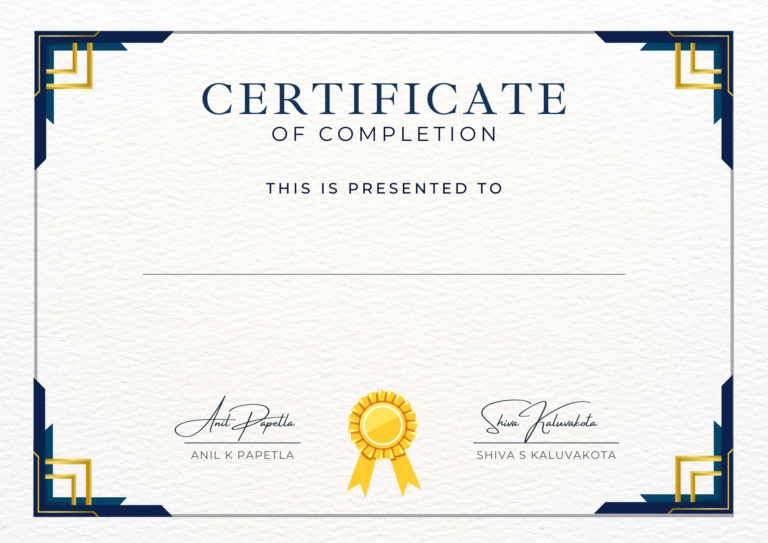 CERTIFICATE
OF COMPLETION
THIS IS PRESENTED TO
Anil Papetla
ANIL K PAPETLA
Shiva Kaluvakota
SHIVA S KALUVAKOTA